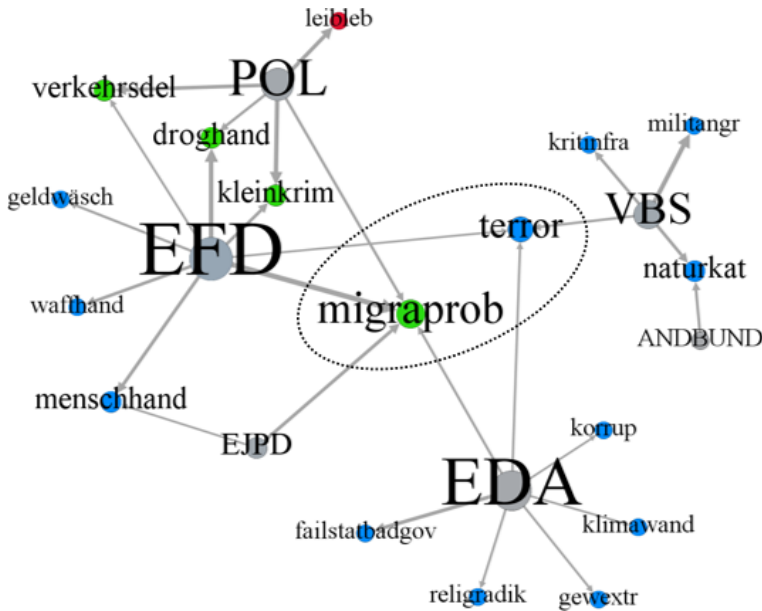 leibleb
POL
verkehrsdel
droghand
militangr
kritinfra
kleinkrim
geldwäsch
VBS
terror
EFD
naturkat
waffhand
migraprob
ANDBUND
menschhand
EJPD
korrup
EDA
failstatbadgov
klimawand
religradik
gewextr